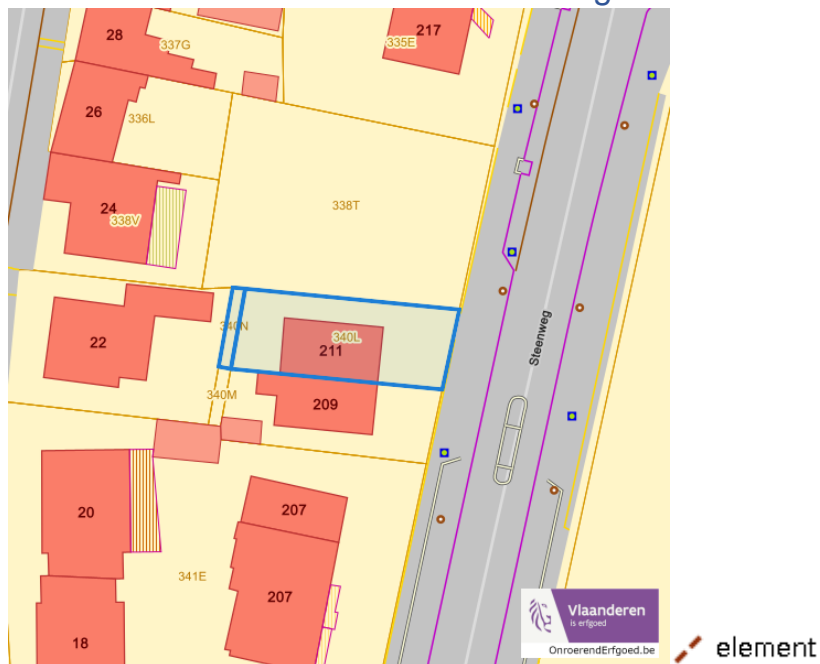 28
337G
217
335E
26
336L
338T
24
338V
340N
340L
211
22
Steenweg
340M
209
20
207
341E
207
18
Vlaanderen
is erfgoed
OnroerendErfgoed.be
element